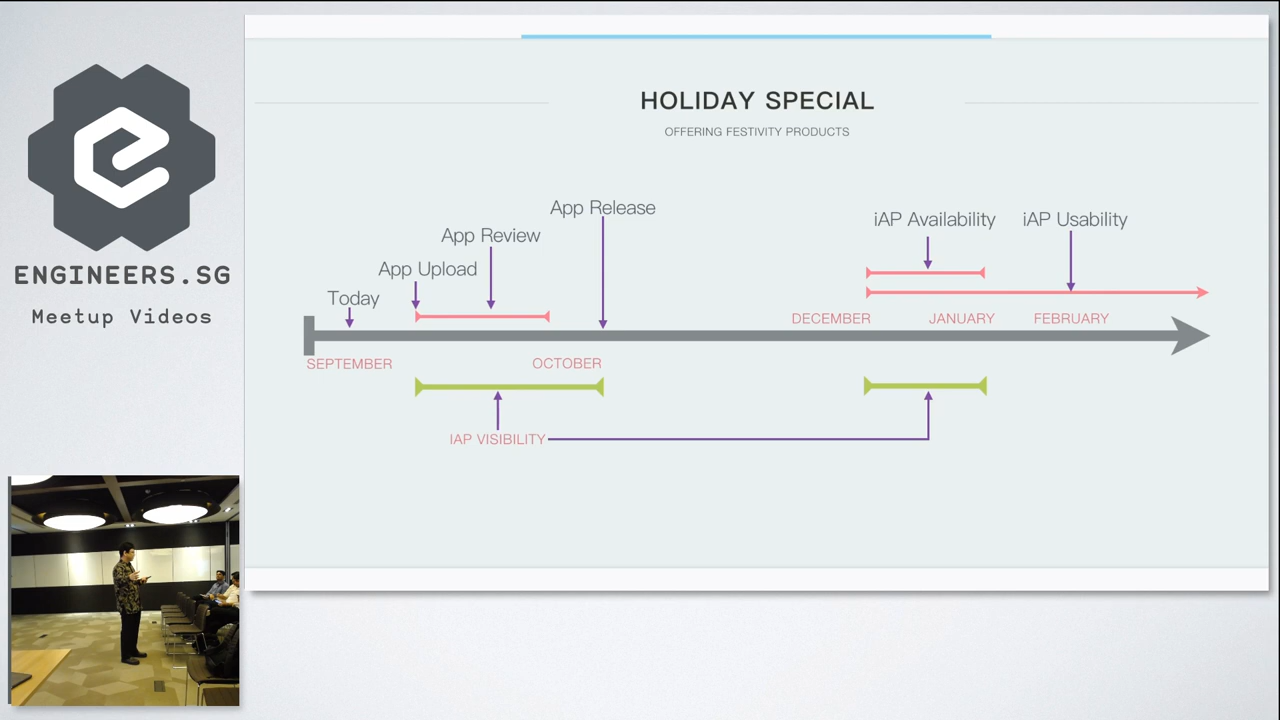 ENGINEERS.SG
Meetup Videos
HOLIDAY SPECIAL
OFFERING FESTIVITY PRODUCTS
App Release
iAP Availability
iAP Usability
App Review
App Upload
Today
DECEMBER
JANUARY
FEBRUARY
SEPTEMBER
OCTOBER
IAP VISIBILITY